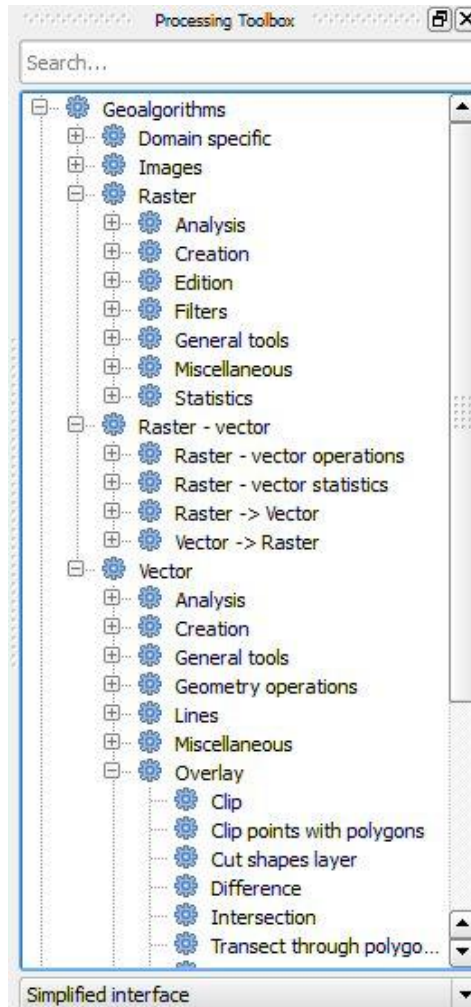 Processing Toolbox
Search...
Geoalgorithms
Domain specific
Images
Raster
Analysis
Creation
Edition
Filters
General tools
Miscellaneous
Statistics
Raster - vector
Raster - vector operations
Raster - vector statistics
Raster -> Vector
Vector -> Raster
Vector
Analysis
Creation
General tools
Geometry operations
Lines
Miscellaneous
Overlay
Clip
Clip points with polygons
Cut shapes layer
Difference
Intersection
Transect through polygo...
Simplified interface